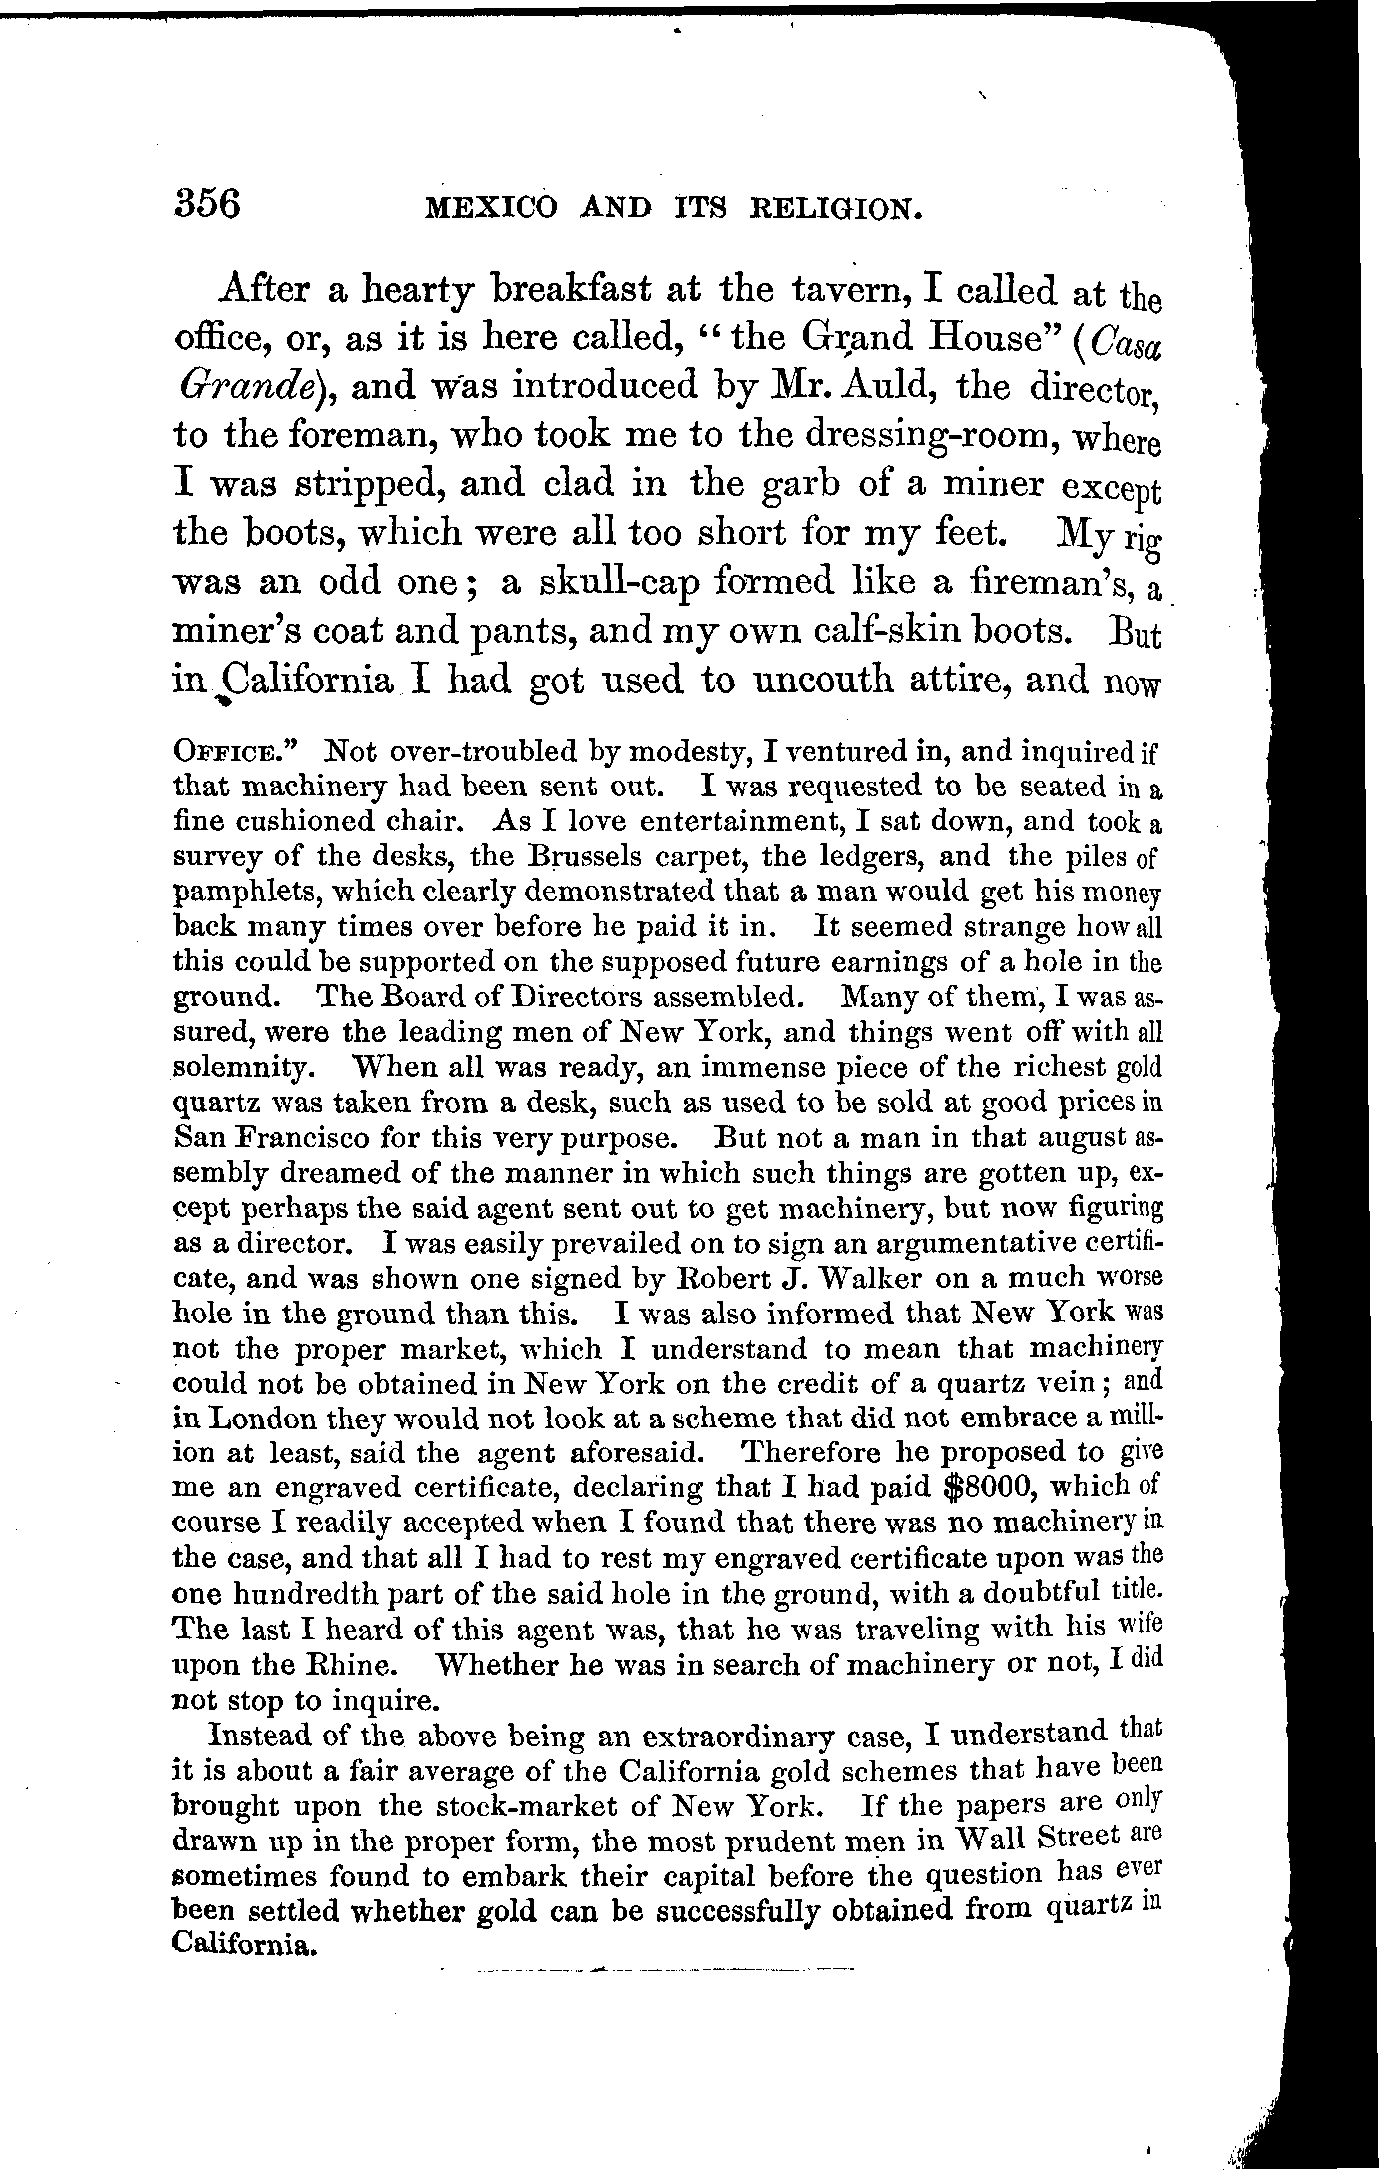 356 MEXICO AND ITS RELIGION.
After a hearty breakfast at the tavern, I called at the
office, or, as it is here called, “the Grand House” (Casa
Grande), and was introduced by Mr. Auld, the director,
to the foreman, who took me to the dressing-room, where
I was stripped, and clad in the garb of a miner except
the boots, which were all too short for my feet. My rig
was an odd one; a skull-cap formed like a fireman's, a
miner's coat and pants, and my own calf-skin boots. But
in California I had got used to uncouth attire, and now
OFFICE.” Not over-troubled by modesty, I ventured in, and inquired if
that machinery had been sent out. I was requested to be seated in a
fine cushioned chair. As I love entertainment, I sat down, and took a
survey of the desks, the Brussels carpet, the ledgers, and the piles of
pamphlets, which clearly demonstrated that a man would get his money
back many times over before he paid it in. It seemed strange how all
this could be supported on the supposed future earnings of a hole in the
ground. The Board of Directors assembled. Many of them, I was as-
sured, were the leading men of New York, and things went off with all
solemnity. When all was ready, an immense piece of the richest gold
quartz was taken from a desk, such as used to be sold at good prices in
San Francisco for this very purpose. But not a man in that august as-
sembly dreamed of the manner in which such things are gotten up, ex-
cept perhaps the said agent sent out to get machinery, but now figuring
as a director. I was easily prevailed on to sign an argumentative certifi-
cate, and was shown one signed by Robert J. Walker on a much worse
hole in the ground than this. I was also informed that New York was
not the proper market, which I understand to mean that machinery
could not be obtained in New York on the credit of a quartz vein; and
in London they would not look at a scheme that did not embrace a mill-
ion at least, said the agent aforesaid. Therefore he proposed to give
me an engraved certificate, declaring that I had paid $8000, which of
course I readily accepted when I found that there was no machinery in
the case, and that all I had to rest my engraved certificate upon was the
one hundredth part of the said hole in the ground, with a doubtful title.
The last I heard of this agent was, that he was traveling with his wife
upon the Rhine. Whether he was in search of machinery or not, I did
not stop to inquire.
Instead of the above being an extraordinary case, I understand that
it is about a fair average of the California gold schemes that have been
brought upon the stock-market of New York. If the papers are only
drawn up in the proper form, the most prudent men in Wall Street are
sometimes found to embark their capital before the question has ever
been settled whether gold can be successfully obtained from quartz in
California.